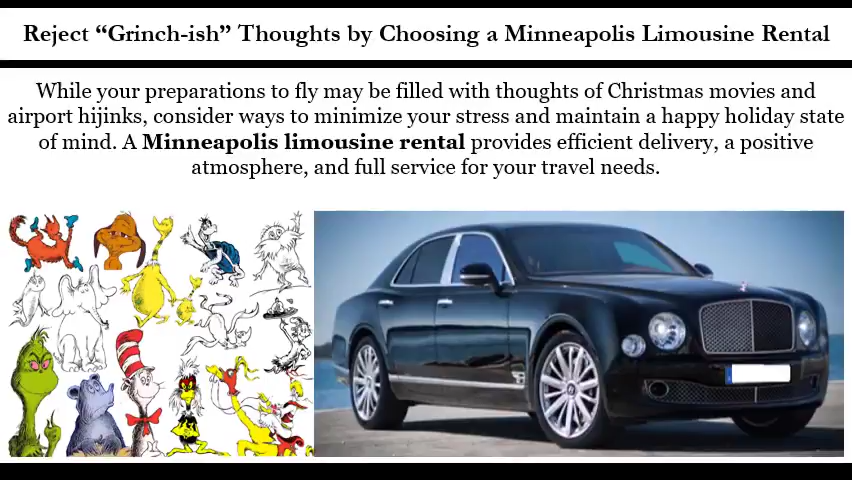 Reject “Grinch-ish” Thoughts by Choosing a Minneapolis Limousine Rental
While your preparations to fly may be filled with thoughts of Christmas movies and
airport hijinks, consider ways to minimize your stress and maintain a happy holiday state
of mind. A Minneapolis limousine rental provides efficient delivery, a positive
atmosphere, and full service for your travel needs.